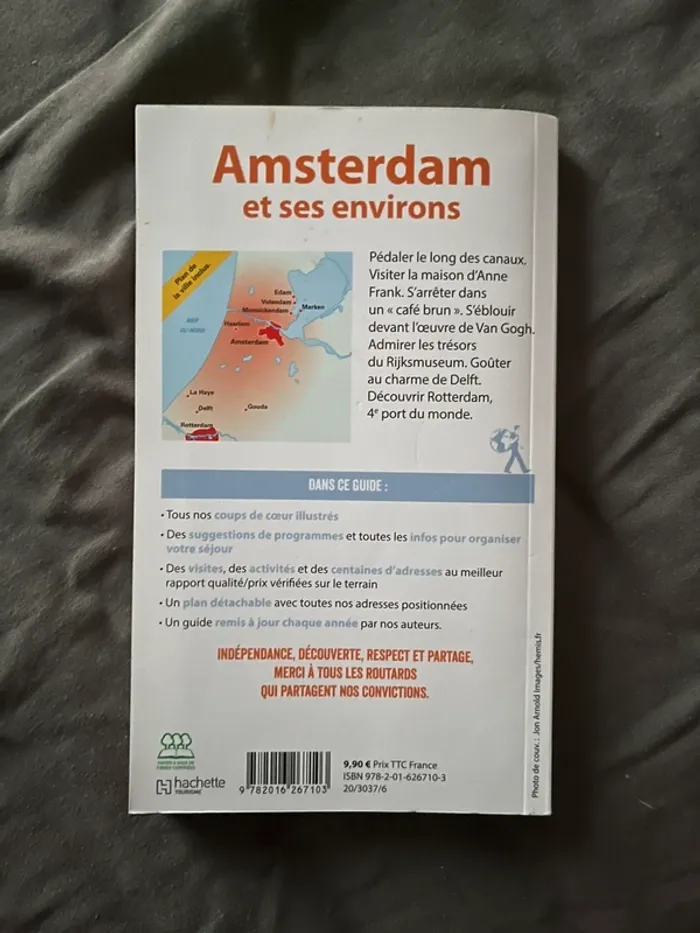 Amsterdam
et ses environs
Plan de
la ville inclus.
MER
DU NORD
Edam
Volendam
Monnickendam
Marken
Haarlem
Amsterdam
La Haye
Delft
Gouda
Rotterdam
Pédaler le long des canaux.
Visiter la maison d'Anne
Frank. S'arrêter dans
un « café brun ». S'éblouir
devant l'œuvre de Van Gogh.
Admirer les trésors
du Rijksmuseum. Goûter
au charme de Delft.
Découvrir Rotterdam,
4e port du monde.
DANS CE GUIDE :
• Tous nos coups de cœur illustrés
• Des suggestions de programmes et toutes les infos pour organiser
votre séjour
• Des visites, des activités et des centaines d'adresses au meilleur
rapport qualité/prix vérifiées sur le terrain
• Un plan détachable avec toutes nos adresses positionnées
• Un guide remis à jour chaque année par nos auteurs.
INDÉPENDANCE, DÉCOUVERTE, RESPECT ET PARTAGE,
MERCI À TOUS LES ROUTARDS
QUI PARTAGENT NOS CONVICTIONS.
hachette
TOURISME
9 782016 267103
9,90 € Prix TTC France
ISBN 978-2-01-626710-3
20/3037/6
Photo de couv. : Jon Arnold Images/hemis.fr